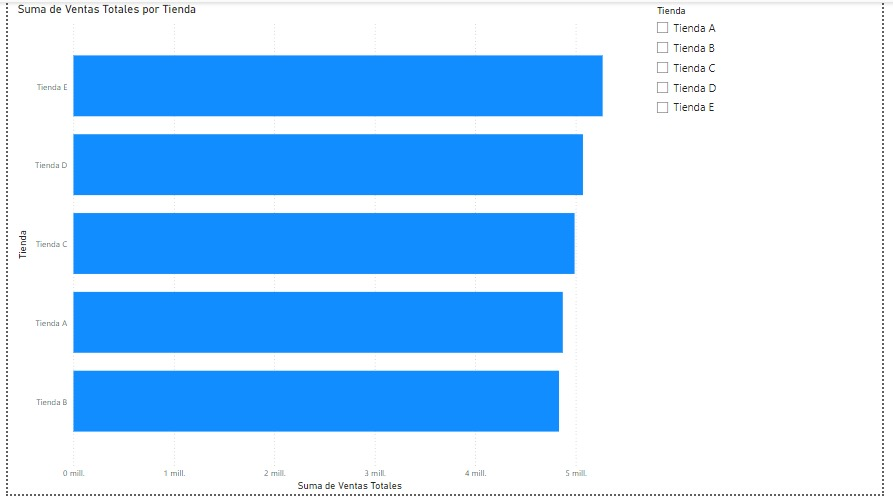 Suma de Ventas Totales por Tienda
Tienda
Tienda A
Tienda B
Tienda C
Tienda D
Tienda E
Tienda E
Tienda D
Tienda C
Tienda A
Tienda B
Tienda
0 mill. 1 mill. 2 mill. 3 mill. 4 mill. 5 mill.
Suma de Ventas Totales